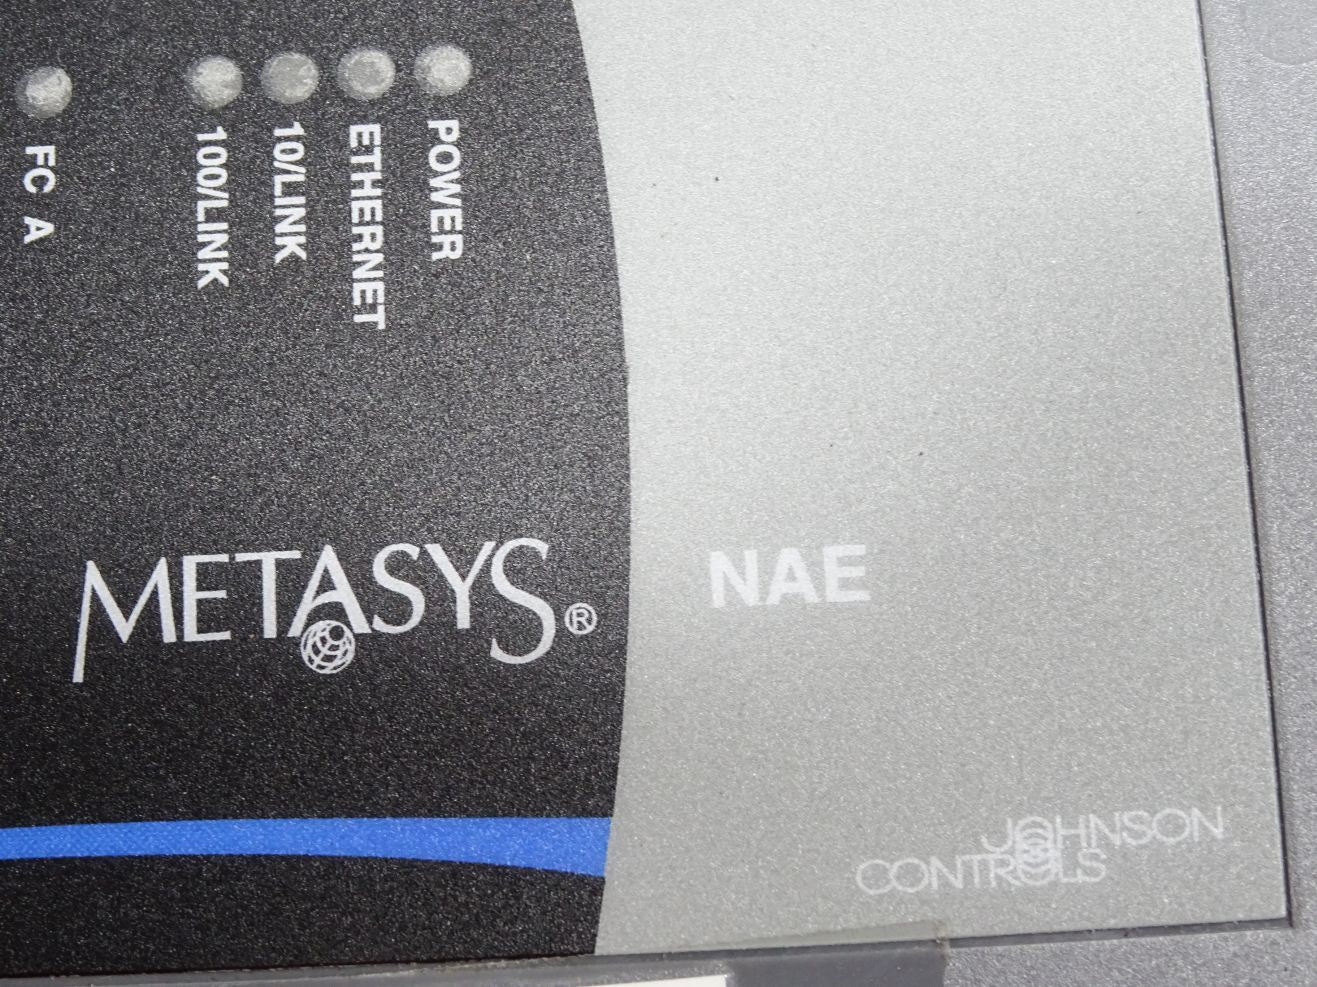 FC A
100/LINK
10/LINK
ETHERNET
POWER
METASYS®
NAE
JOHNSON
CONTROLS